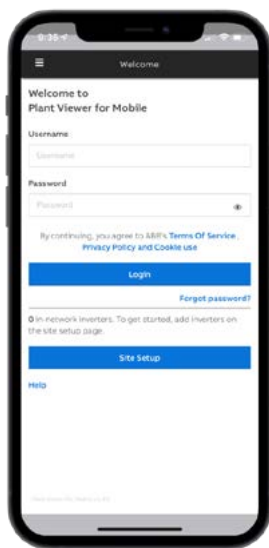 9:38
Welcome
Welcome to
Plant Viewer for Mobile
Username
Username
Password
Password
By continuing, you agree to ABB's Terms Of Service,
Privacy Policy and Cookie use
Login
Forgot password?
0 in network inverters. To get started, add inverters on
the site setup page.
Site Setup
Help